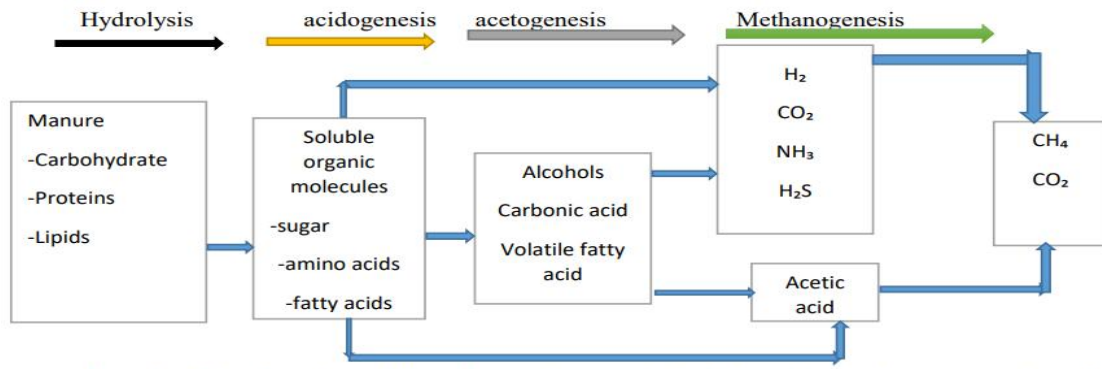 Hydrolysis
acidogenesis
acetogenesis
Methanogenesis
Manure
-Carbohydrate
-Proteins
-Lipids
Soluble
organic
molecules
-sugar
-amino acids
-fatty acids
Alcohols
Carbonic acid
Volatile fatty
acid
H₂
CO₂
NH₃
H₂S
Acetic
acid
CH₄
CO₂